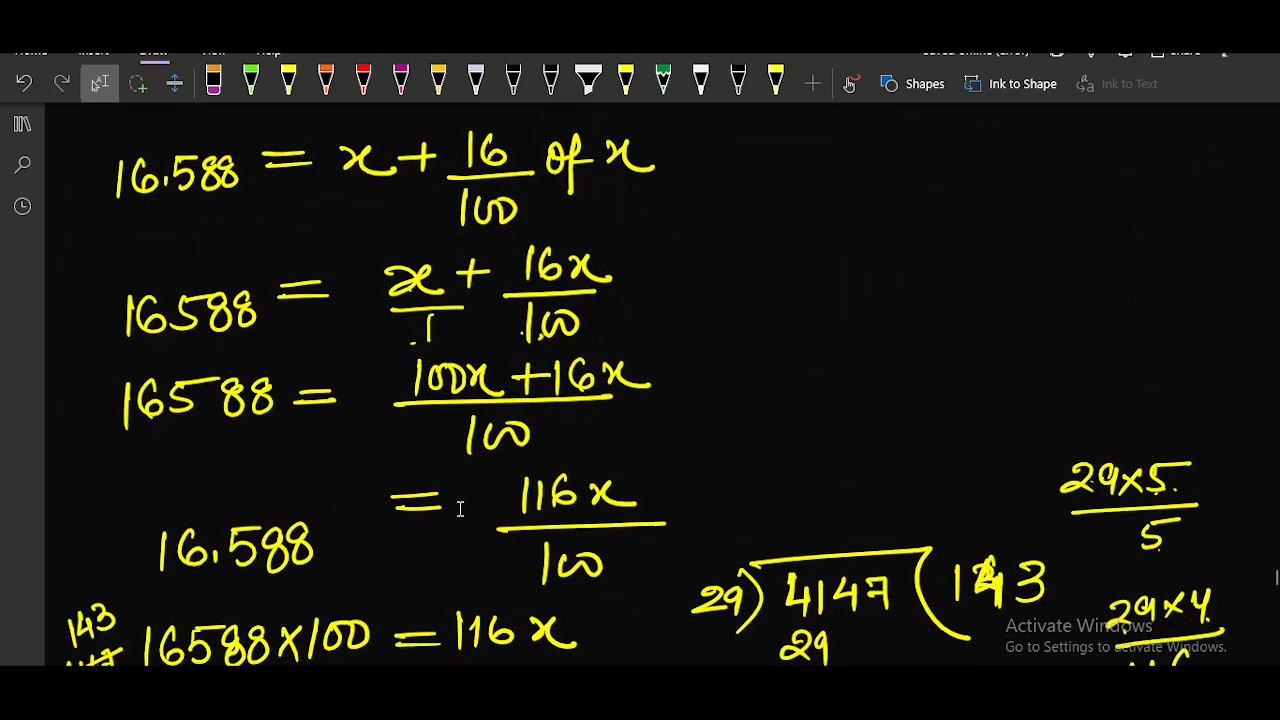 Shapes Ink to Shape Ink to Text
16.588 = x + 16/100 of x
16588 = x/1 + 16x/100
16588 = 100x + 16x/100
16.588 = 116x/100
143 16588 × 100 = 116 x
29 × 5
5
29 ) 4147 ( 143
29
29 × 4
Activate Windows
Go to Settings to activate Windows.